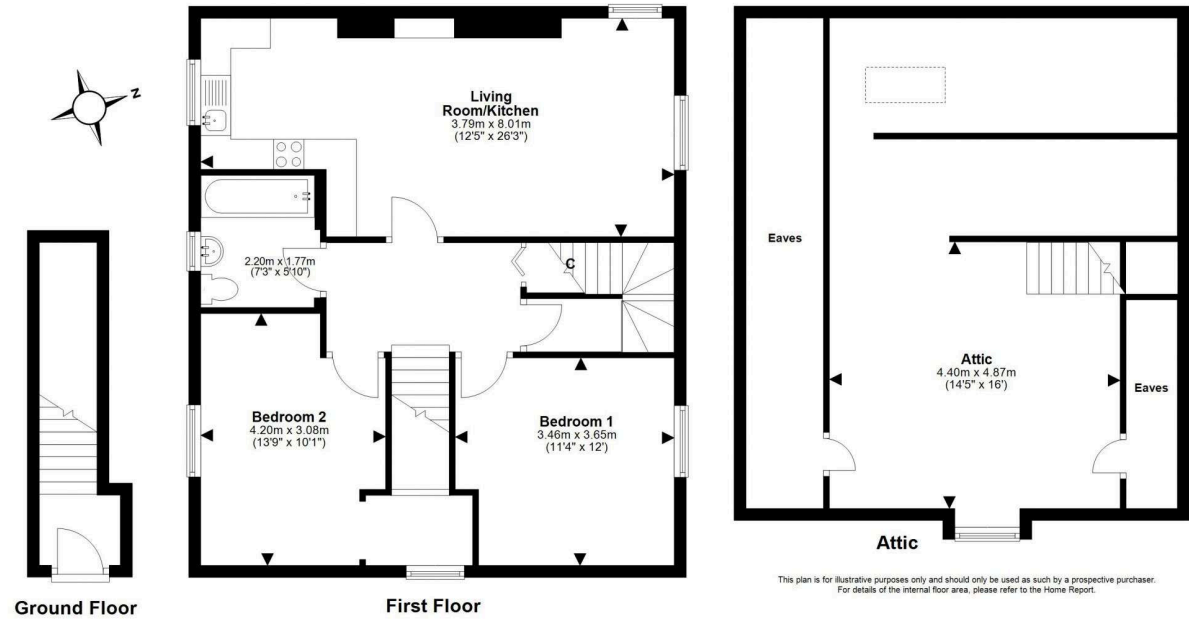 N
Living
Room/Kitchen
3.79m x 8.01m
(12'5" x 26'3")
2.20m x 1.77m
(7'3" x 5'10")
C
Bedroom 2
4.20m x 3.08m
(13'9" x 10'1")
Bedroom 1
3.46m x 3.65m
(11'4" x 12')
Ground Floor
First Floor
Eaves
Attic
4.40m x 4.87m
(14'5" x 16')
Eaves
Attic
This plan is for illustrative purposes only and should only be used as such by a prospective purchaser.
For details of the internal floor area, please refer to the Home Report.